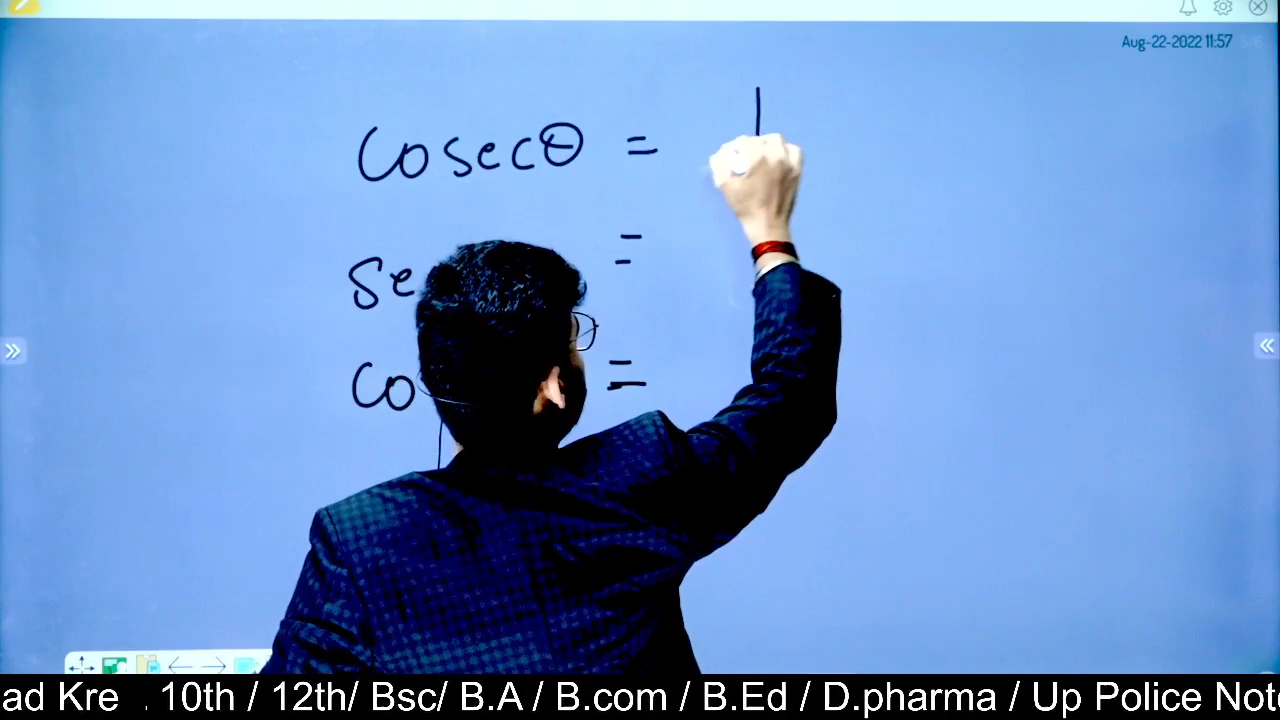 Aug-22-2022 11:57
Cosecθ = 1
se =
Co =
ad Kre . 10th / 12th/ Bsc/ B.A / B.com / B.Ed / D.pharma / Up Police Not